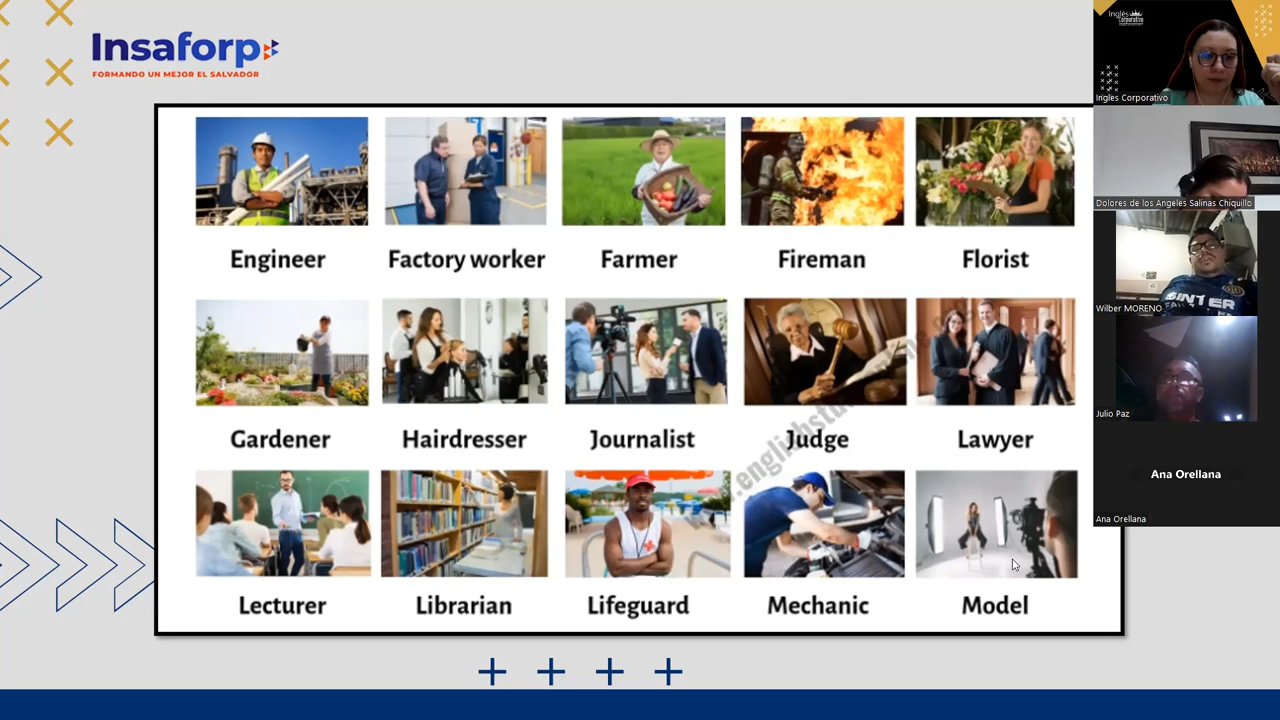 Insaforp
FORMANDO UN MEJOR EL SALVADOR
Engineer
Factory worker
Farmer
Fireman
Florist
Gardener
Hairdresser
Journalist
Judge
Lawyer
Lecturer
Librarian
Lifeguard
Mechanic
Model
Inglés
Corporativo
Ingles Corporativo
Dolores de los Angeles Salinas Chiquillo
Wilber MORENO
Julio Paz
Ana Orellana
Ana Orellana